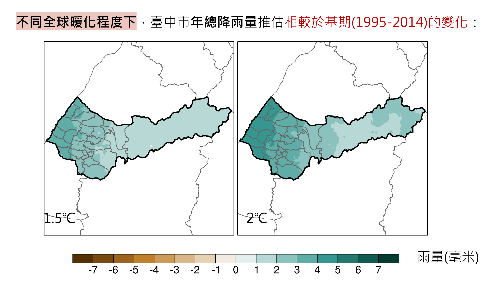 不同全球暖化程度下，臺中市年總降雨量推估相較於基期(1995-2014)的變化：
1.5℃ 2℃
-7 -6 -5 -4 -3 -2 -1 0 1 2 3 4 5 6 7 雨量(毫米)